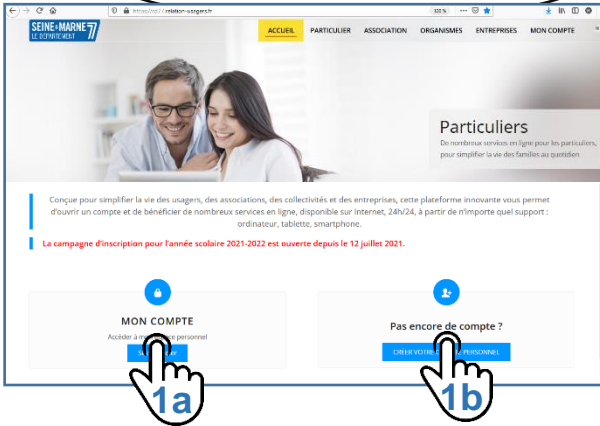 https://cd77.relation-usagers.fr
120%
SEINE&MARNE 77
LE DÉPARTEMENT
ACCUEIL PARTICULIER ASSOCIATION ORGANISMES ENTREPRISES MON COMPTE
Particuliers
De nombreux services en ligne pour les particuliers,
pour simplifier la vie des familles au quotidien
Conçue pour simplifier la vie des usagers, des associations, des collectivités et des entreprises, cette plateforme innovante vous permet
d'ouvrir un compte et de bénéficier de nombreux services en ligne, disponible sur Internet, 24h/24, à partir de n'importe quel support :
ordinateur, tablette, smartphone.
La campagne d'inscription pour l'année scolaire 2021-2022 est ouverte depuis le 12 juillet 2021.
MON COMPTE
Accéder à personnel
Pas encore de compte ?
CRÉER VOTRE PERSONNEL
1a
1b